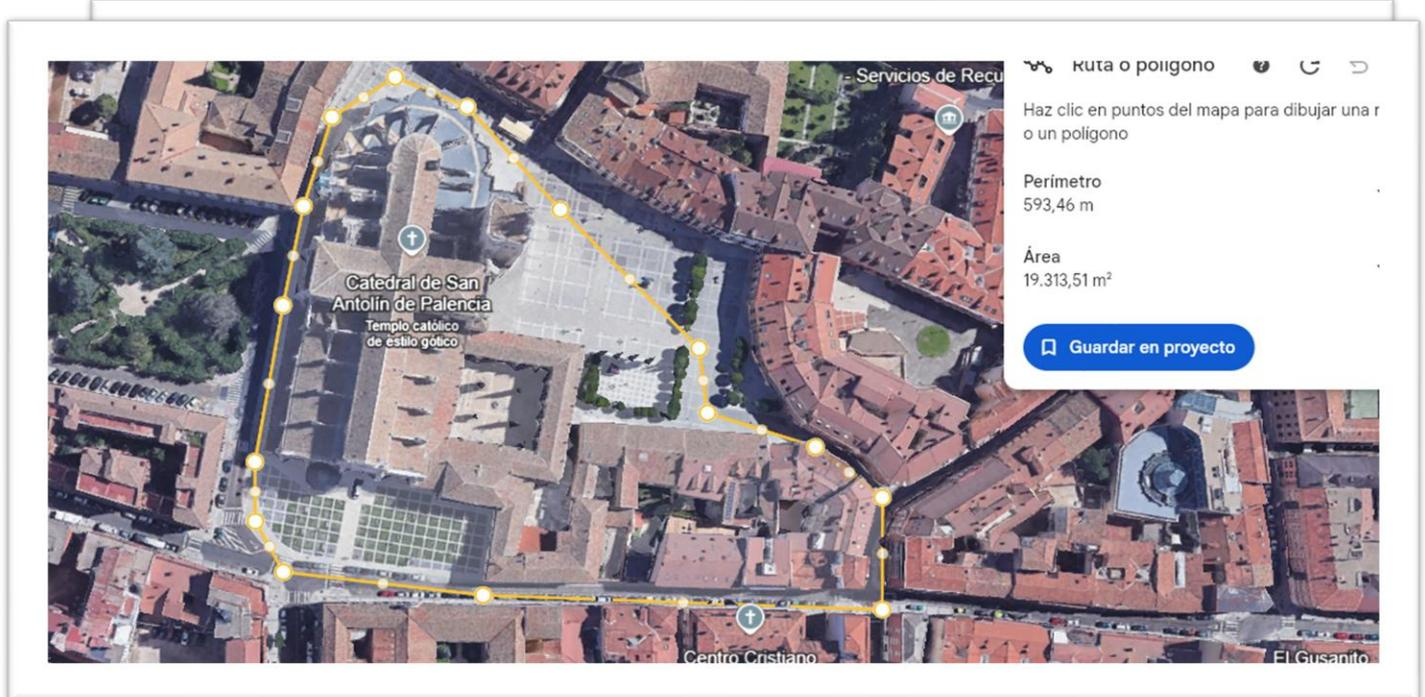 - Servicios de Recu
Ruta o polígono
Haz clic en puntos del mapa para dibujar una r
o un polígono
Perímetro
593,46 m
Área
19.313,51 m²
Guardar en proyecto
Catedral de San
Antolín de Palencia
Templo católico
de estilo gótico
Centro Cristiano
El Gusanito